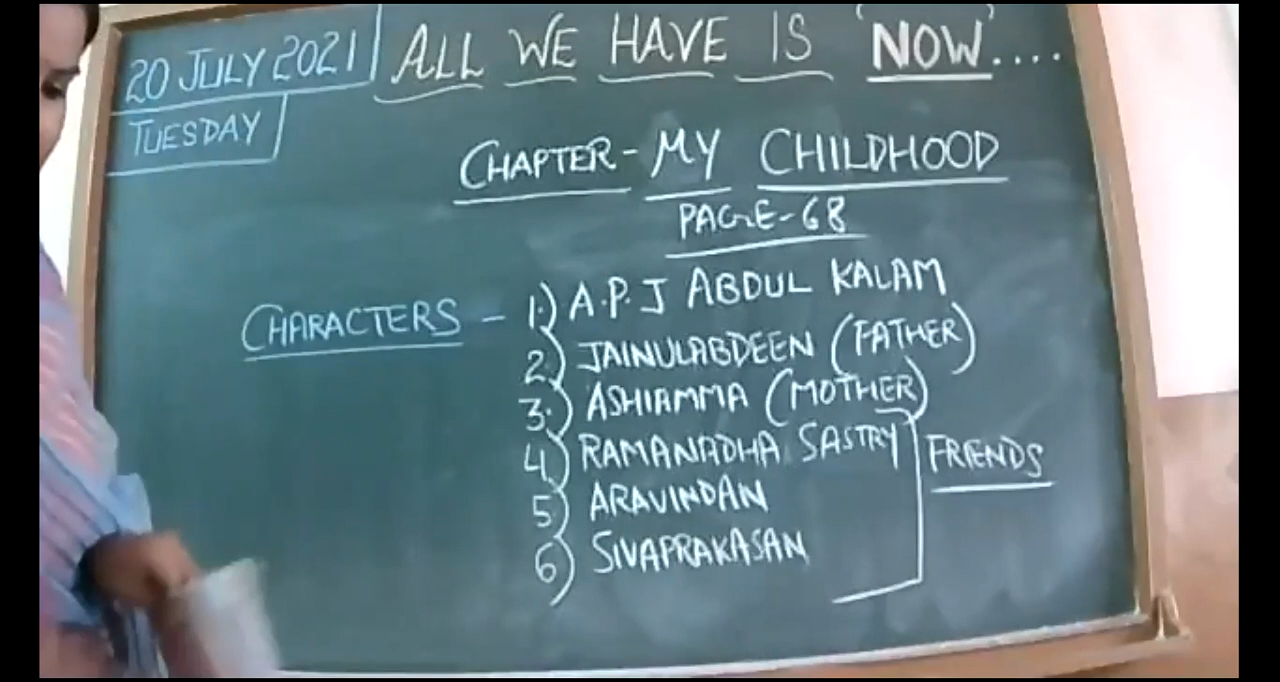 20 JULY 2021 ALL WE HAVE IS 'NOW'....
TUESDAY
CHAPTER - MY CHILDHOOD
PAGE - 68
CHARACTERS - 1.) A.P.J ABDUL KALAM
2.) JAINULABDEEN (FATHER)
3.) ASHIAMMA (MOTHER)
4) RAMANADHA SASTRY FRIENDS
5) ARAVINDAN
6) SIVAPRAKASAN